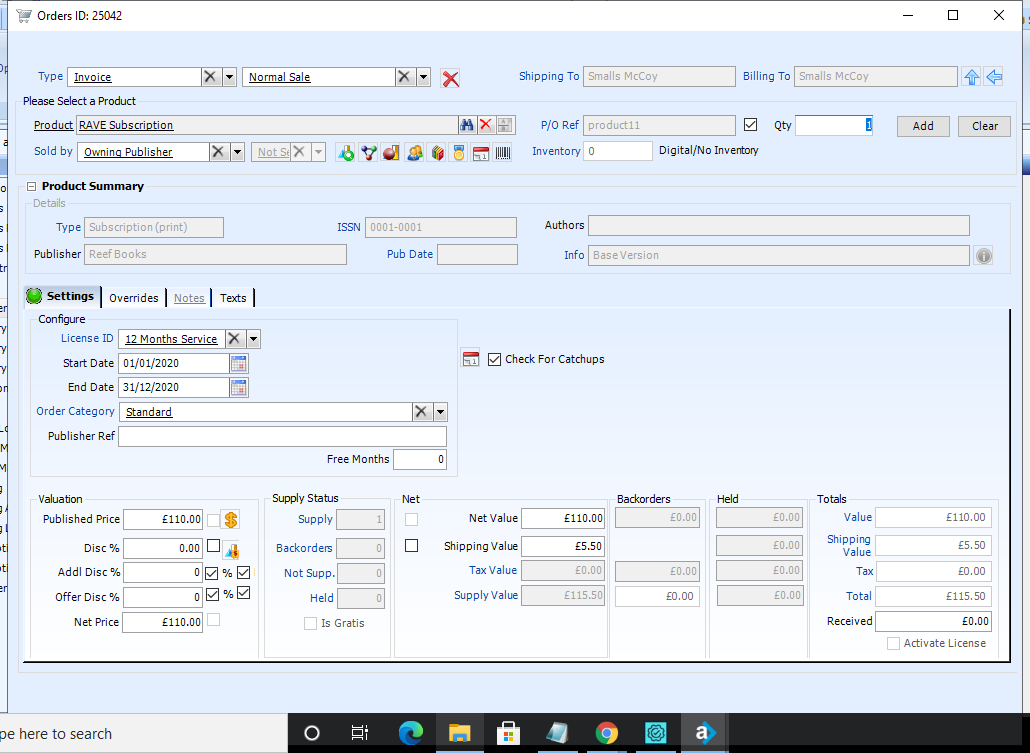 Orders ID: 25042
Type Invoice Normal Sale Shipping To Smalls McCoy Billing To Smalls McCoy
Please Select a Product
Product RAVE Subscription P/O Ref product11 Qty 1 Add Clear
Sold by Owning Publisher Not Se Inventory 0 Digital/No Inventory
Product Summary
Details
Type Subscription (print) ISSN 0001-0001 Authors
Publisher Reef Books Pub Date Info Base Version
Settings Overrides Notes Texts
Configure
License ID 12 Months Service
Start Date 01/01/2020 Check For Catchups
End Date 31/12/2020
Order Category Standard
Publisher Ref
Free Months 0
Valuation Supply Status Net Backorders Held Totals
Published Price £110.00 Supply 1 Net Value £110.00 £0.00 £0.00 Value £110.00
Disc % 0.00 Backorders 0 Shipping Value £5.50 £0.00 Shipping Value £5.50
Addl Disc % 0 % Not Supp. 0 Tax Value £0.00 £0.00 £0.00 Tax £0.00
Offer Disc % 0 % Held 0 Supply Value £115.50 £0.00 £0.00 Total £115.50
Net Price £110.00 Is Gratis Received £0.00
Activate License
pe here to search